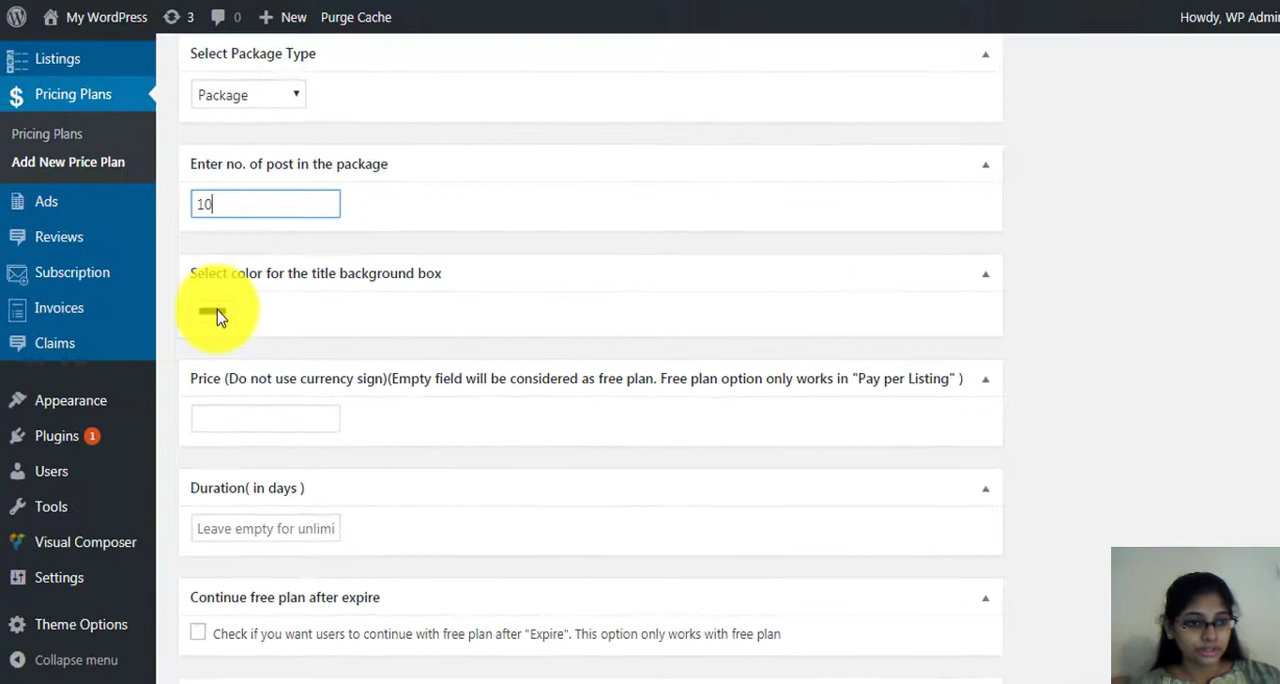 My WordPress
3
0
New
Purge Cache
Howdy, WP Admi
Listings
Pricing Plans
Pricing Plans
Add New Price Plan
Ads
Reviews
Subscription
Invoices
Claims
Appearance
Plugins 1
Users
Tools
Visual Composer
Settings
Theme Options
Collapse menu
Select Package Type
Package
Enter no. of post in the package
10
Select color for the title background box
Price (Do not use currency sign)(Empty field will be considered as free plan. Free plan option only works in "Pay per Listing" )
Duration( in days )
Leave empty for unlimi
Continue free plan after expire
Check if you want users to continue with free plan after "Expire". This option only works with free plan